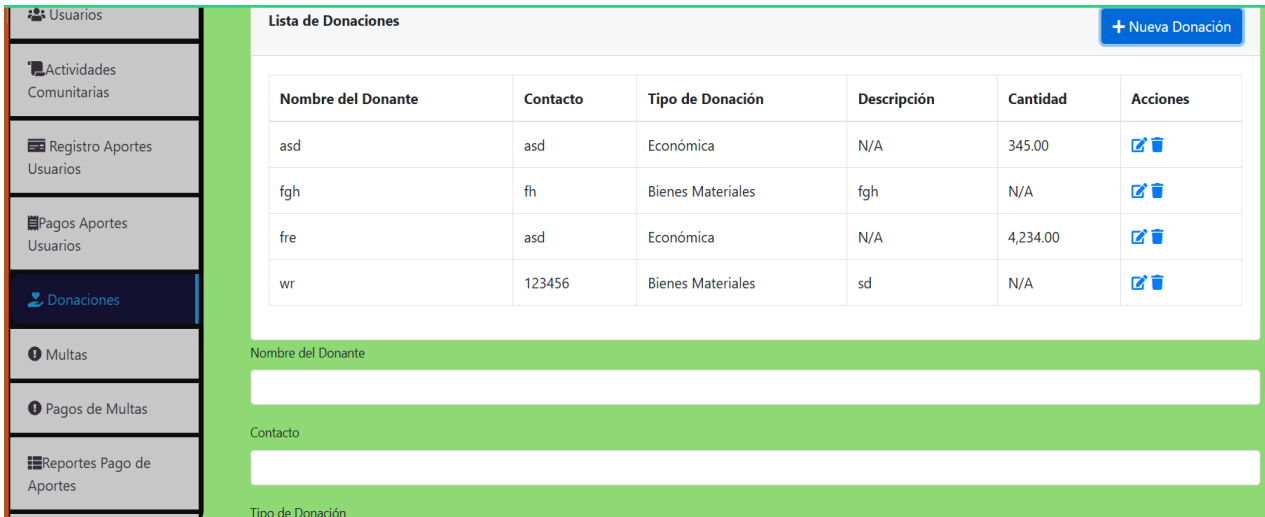 Usuarios
Actividades
Comunitarias
Registro Aportes
Usuarios
Pagos Aportes
Usuarios
Donaciones
Multas
Pagos de Multas
Reportes Pago de
Aportes
Lista de Donaciones
Nueva Donación
Nombre del Donante Contacto Tipo de Donación Descripción Cantidad Acciones
asd asd Económica N/A 345.00
fgh fh Bienes Materiales fgh N/A
fre asd Económica N/A 4,234.00
wr 123456 Bienes Materiales sd N/A
Nombre del Donante
Contacto
Tipo de Donación